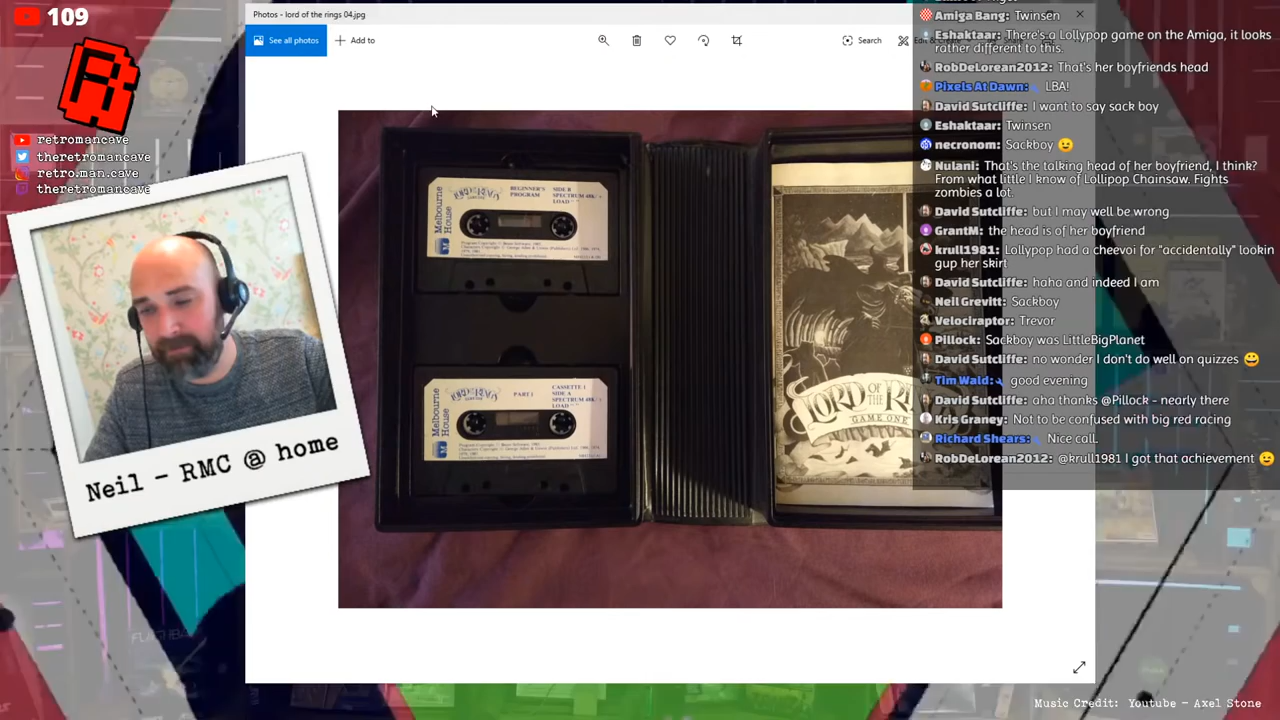 109
retromancave
theretromancave
retro.man.cave
theretromancave
Neil - RMC @ home
Photos - lord of the rings 04.jpg
See all photos
Add to
Search
Melbourne House
LORD OF THE RINGS
BEGINNER'S
PROGRAM
SIDE B
SPECTRUM 48K
LOAD " "
Melbourne House
LORD OF THE RINGS
PART 1
CASSETTE 1
SIDE A
SPECTRUM 48K
LOAD " "
LORD OF THE
GAME ONE
Amiga Bang: Twinsen
Eshaktaar: There's a Lollypop game on the Amiga, it looks
rather different to this.
RobDeLorean2012: That's her boyfriends head
Pixels At Dawn: LBA!
David Sutcliffe: I want to say sack boy
Eshaktaar: Twinsen
necronom: Sackboy 😉
Nulani: That's the talking head of her boyfriend, I think?
From what little I know of Lollipop Chainsaw. Fights
zombies a lot.
David Sutcliffe: but I may well be wrong
GrantM: the head is of her boyfriend
krull1981: Lollipop had a cheevoi for "accidentally" lookin
gup her skirt
David Sutcliffe: haha and indeed I am
Neil Grevitt: Sackboy
Velociraptor: Trevor
Pillock: Sackboy was LittleBigPlanet
David Sutcliffe: no wonder I don't do well on quizzes 😀
Tim Wald: good evening
David Sutcliffe: aha thanks @Pillock - nearly there
Kris Graney: Not to be confused with big red racing
Richard Shears: Nice call.
RobDeLorean2012: @krull1981 I got that achievement 😉
Music Credit: Youtube - Axel Stone